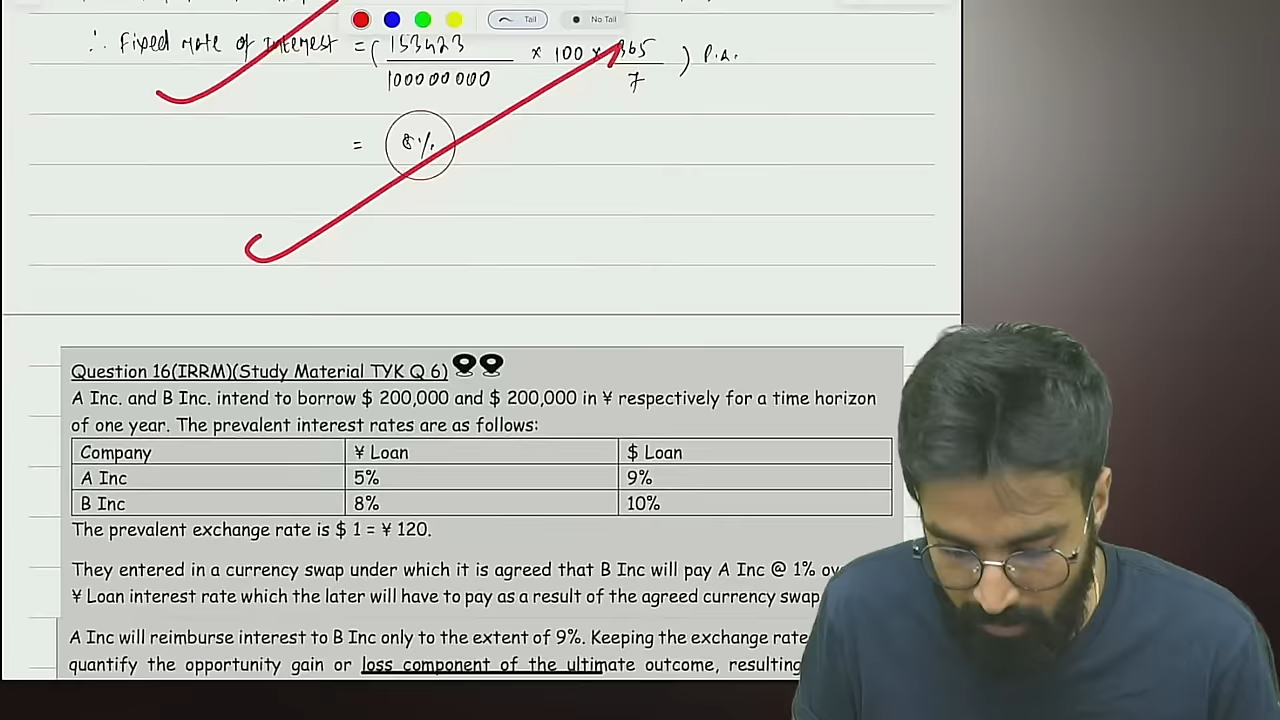 Tail
No Tail
∴ Fixed rate of interest = ( 153423 / 100000000 × 100 × 365 / 7 ) P.a.
= 8%
Question 16(IRRM)(Study Material TYK Q 6)
A Inc. and B Inc. intend to borrow $ 200,000 and $ 200,000 in ¥ respectively for a time horizon
of one year. The prevalent interest rates are as follows:
Company ¥ Loan $ Loan
A Inc 5% 9%
B Inc 8% 10%
The prevalent exchange rate is $ 1 = ¥ 120.
They entered in a currency swap under which it is agreed that B Inc will pay A Inc @ 1%
¥ Loan interest rate which the later will have to pay as a result of the agreed currency swap
A Inc will reimburse interest to B Inc only to the extent of 9%. Keeping the exchange rate
quantify the opportunity gain or loss component of the ultimate outcome, resulting